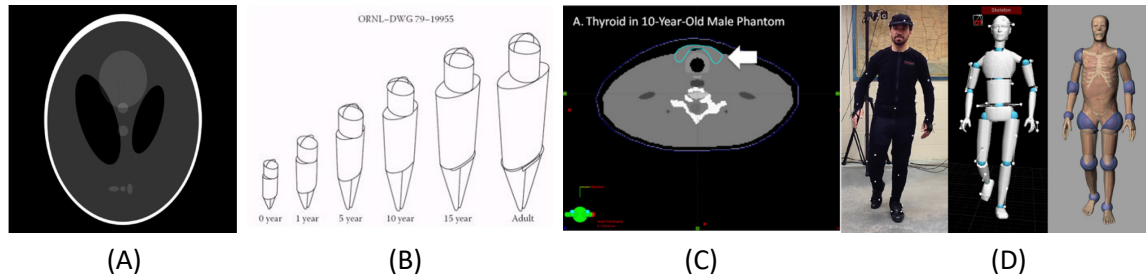 ORNL-DWG 79-19955
0 year
1 year
5 year
10 year
15 year
Adult
A. Thyroid in 10-Year-Old Male Phantom
Skeleton
(A)
(B)
(C)
(D)